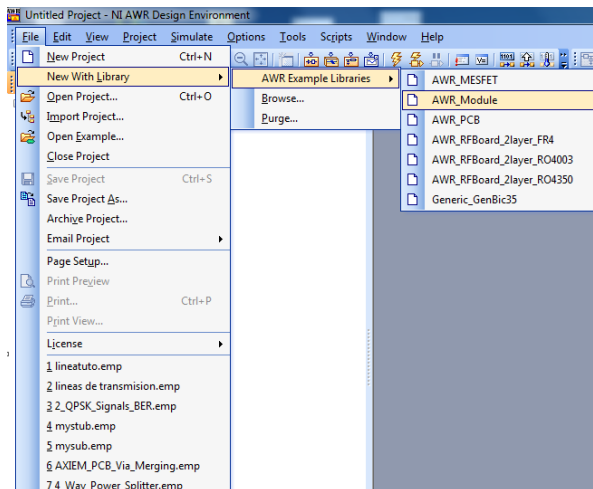 Untitled Project - NI AWR Design Environment
File Edit View Project Simulate Options Tools Scripts Window Help
New Project Ctrl+N
New With Library
Open Project... Ctrl+O
Import Project...
Open Example...
Close Project
Save Project Ctrl+S
Save Project As...
Archive Project...
Email Project
Page Setup...
Print Preview
Print... Ctrl+P
Print View...
License
1 lineatuto.emp
2 lineas de transmision.emp
3 2_QPSK_Signals_BER.emp
4 mystub.emp
5 mysub.emp
6 AXIEM_PCB_Via_Merging.emp
7 4_Way_Power_Splitter.emp
AWR Example Libraries
Browse...
Purge...
AWR_MESFET
AWR_Module
AWR_PCB
AWR_RFBoard_2layer_FR4
AWR_RFBoard_2layer_RO4003
AWR_RFBoard_2layer_RO4350
Generic_GenBic35